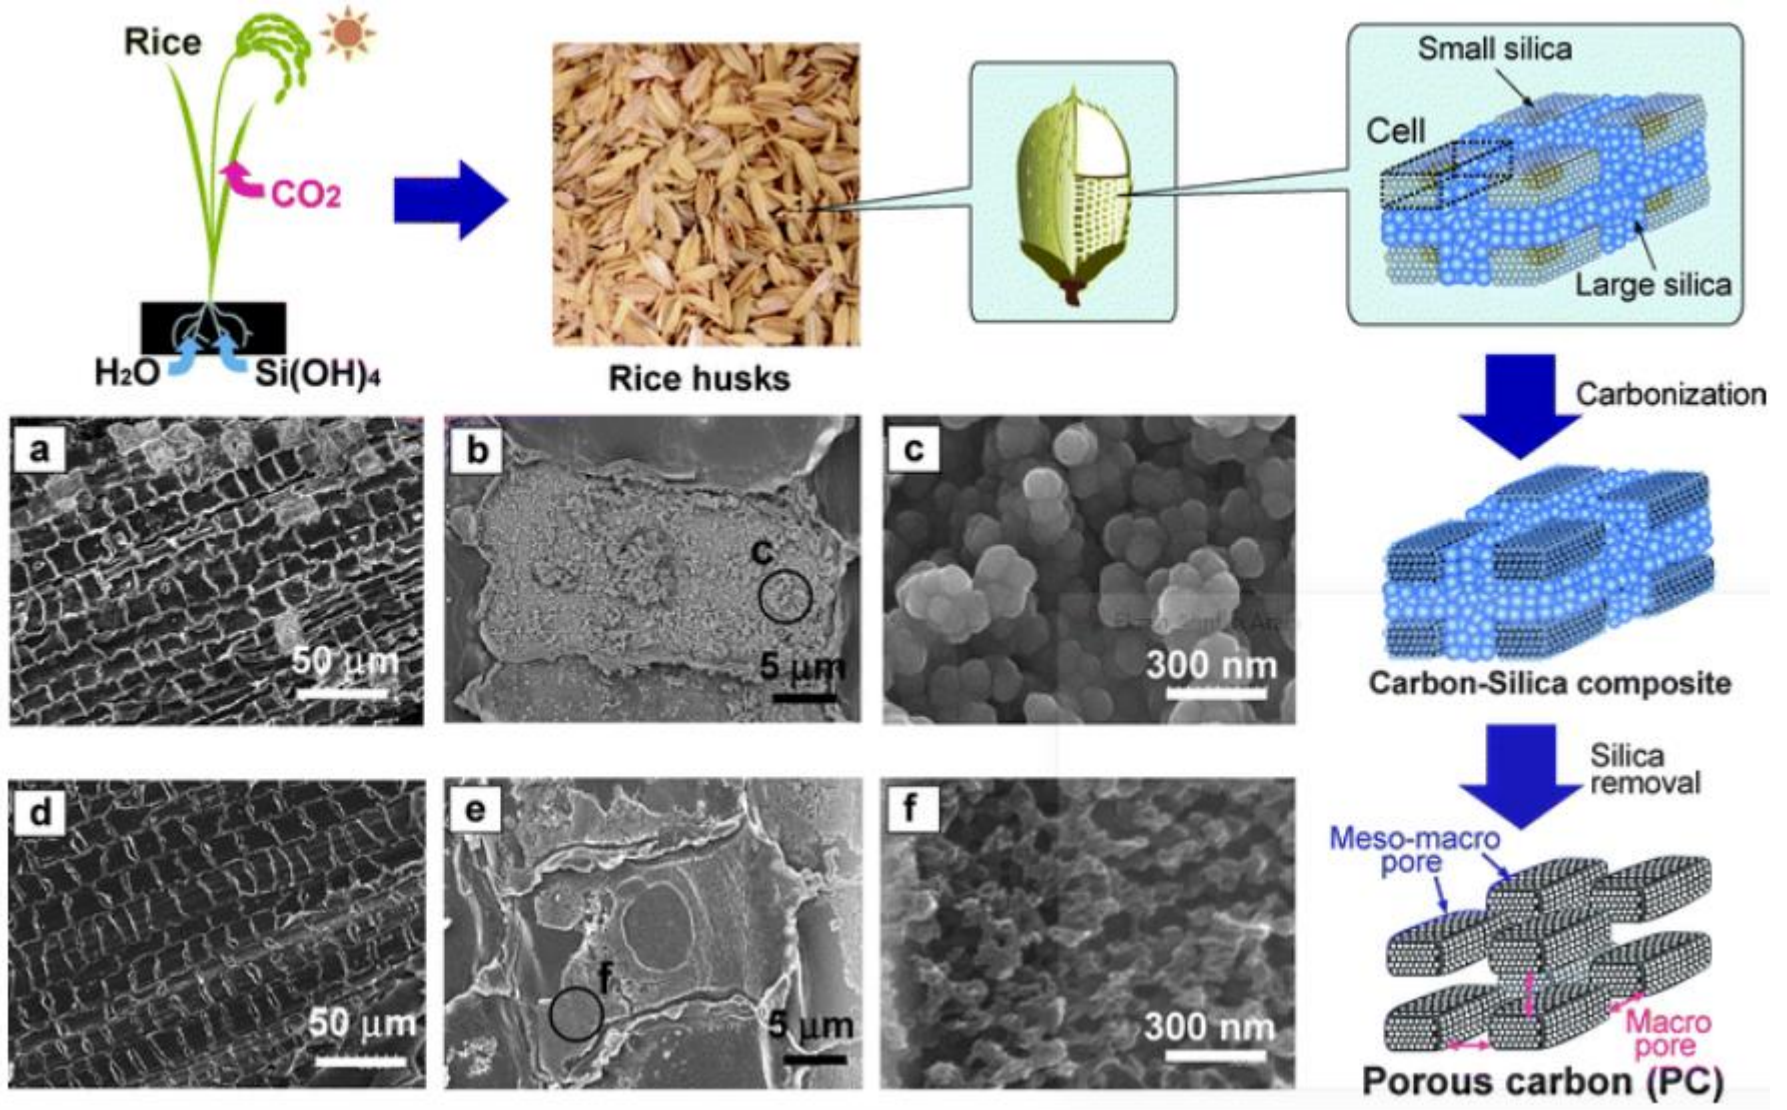 Rice
CO2
H2O
Si(OH)4
Rice husks
Small silica
Cell
Large silica
Carbonization
a
50 µm
b
c
5 µm
c
300 nm
Carbon-Silica composite
Silica
removal
d
50 µm
e
f
5 µm
f
300 nm
Meso-macro
pore
Macro
pore
Porous carbon (PC)